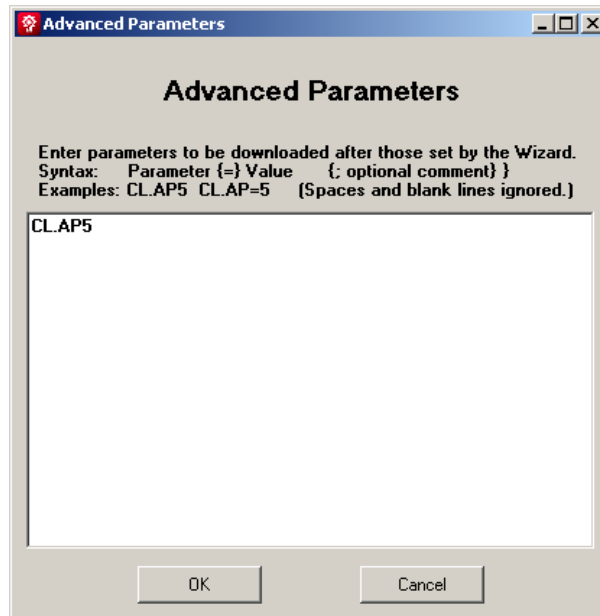 Advanced Parameters
Advanced Parameters
Enter parameters to be downloaded after those set by the Wizard.
Syntax: Parameter {=} Value {; optional comment} }
Examples: CL.AP5 CL.AP=5 (Spaces and blank lines ignored.)
CL.AP5
OK Cancel